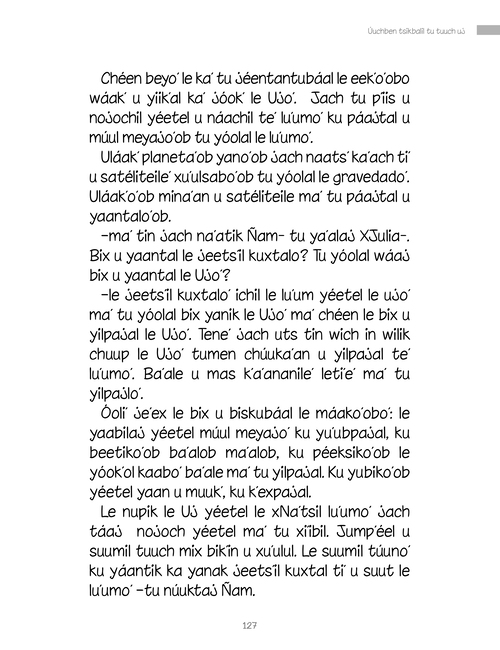 Úuchben tsikbalil tu tuuch uj
Chéen beyo' le ka' tu jéentantubáal le eek'o'obo
wáak' u yiik'al ka' jóok' le Ujo'. Jach tu p'iis u
nojochil yéetel u náachil te' lu'umo' ku páajtal u
múul meyajo'ob tu yóolal le lu'umo'.
Uláak' planeta'ob yano'ob jach naats' ka'ach ti'
u satéliteile' xu'ulsabo'ob tu yóolal le gravedado'.
Uláak'o'ob mina'an u satéliteile ma' tu páajtal u
yaantalo'ob.
–ma' tin jach na'atik Ñam– tu ya'alaj XJulia–.
Bix u yaantal le jeetsil kuxtalo? Tu yóolal wáaj
bix u yaantal le Ujo'?
–le jeetsil kuxtalo' ichil le lu'um yéetel le ujo'
ma' tu yóolal bix yanik le Ujo' ma' chéen le bix u
yilpajal le Ujo'. Tene' jach uts tin wich in wilik
chuup le Ujo' tumen chúuka'an u yilpajal te'
lu'umo'. Ba'ale u mas k'a'ananile' leti'e' ma' tu
yilpajlo'.
Óoli' je'ex le bix u biskubáal le máako'obo': le
yaabilaj yéetel múul meyajo' ku yu'ubpajal, ku
beetiko'ob ba'alob ma'alob, ku péeksiko'ob le
yóok'ol kaabo' ba'ale ma' tu yilpajal. Ku yubiko'ob
yéetel yaan u muuk', ku k'expajal.
Le nupik le Uj yéetel le xNa'tsil lu'umo' jach
táaj nojoch yéetel ma' tu xíibil. Jump'éel u
suumil tuuch mix bik'in u xu'ulul. Le suumil túuno'
ku yáantik ka yanak jeetsil kuxtal ti' u suut le
lu'umo' –tu núuktaj Ñam.
127